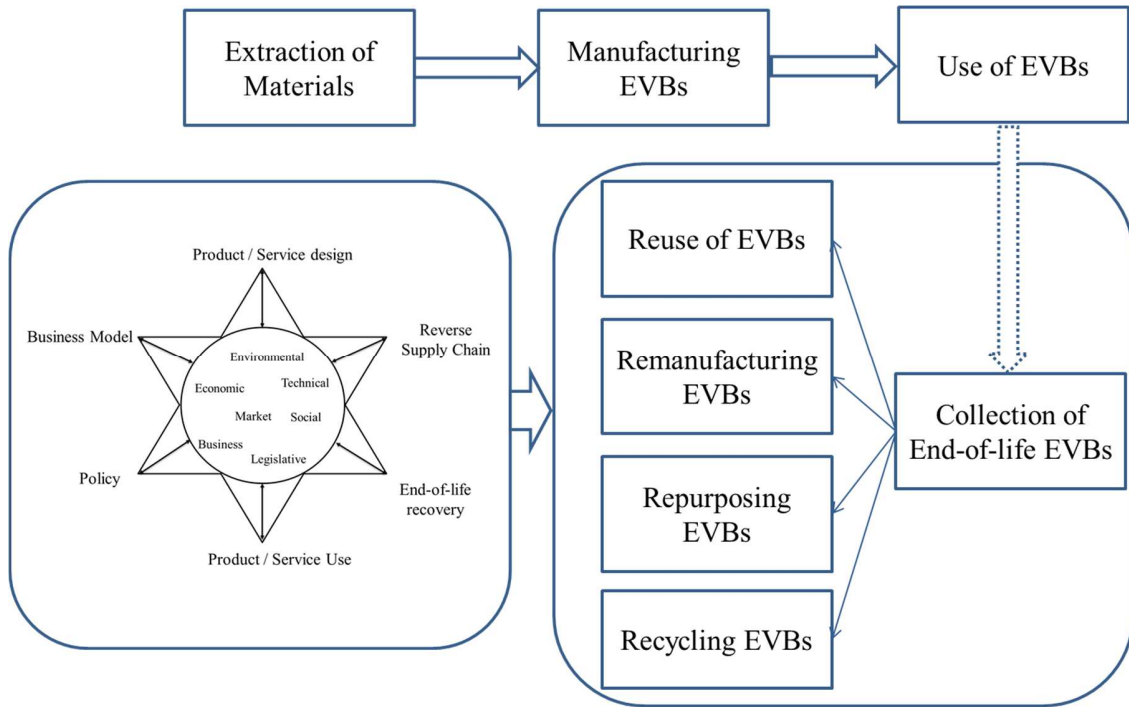 Extraction of
Materials
Manufacturing
EVBs
Use of EVBs
Product / Service design
Business Model
Reverse
Supply Chain
Environmental
Economic
Technical
Market
Social
Business
Legislative
Policy
End-of-life
recovery
Product / Service Use
Reuse of EVBs
Remanufacturing
EVBs
Repurposing
EVBs
Recycling EVBs
Collection of
End-of-life EVBs